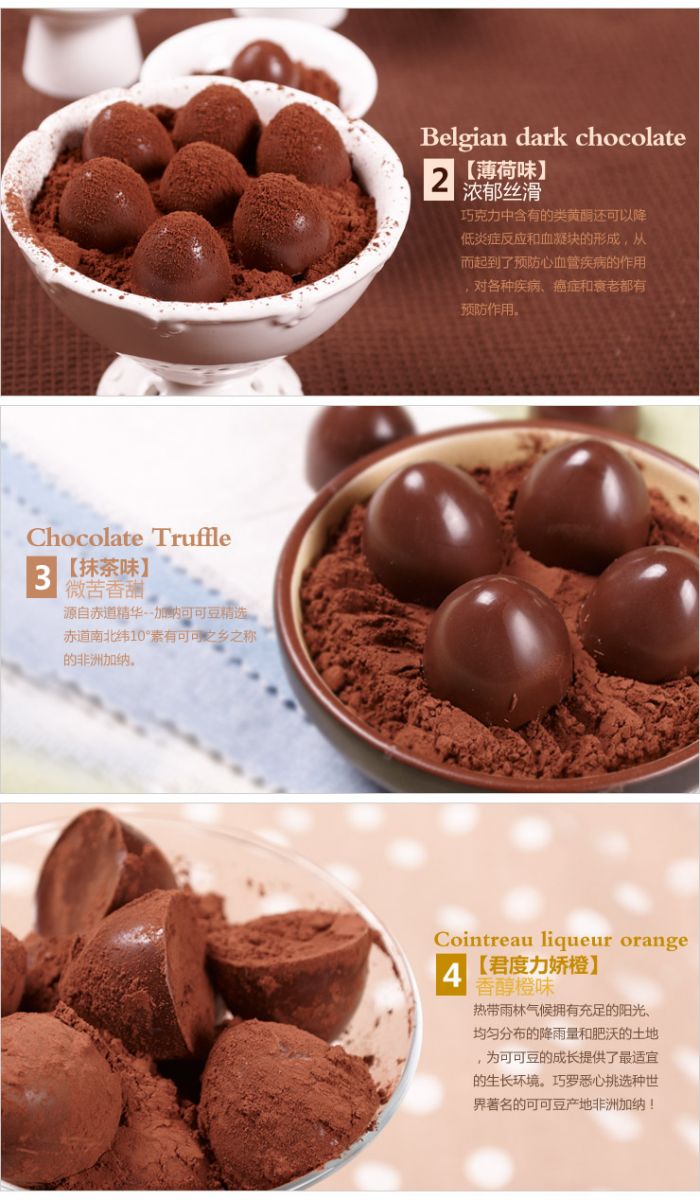 Belgian dark chocolate
2
【薄荷味】
浓郁丝滑
巧克力中含有的类黄酮还可以降
低炎症反应和血凝块的形成，从
而起到了预防心血管疾病的作用
，对各种疾病、癌症和衰老都有
预防作用。
Chocolate Truffle
3
【抹茶味】
微苦香甜
源自赤道精华--加纳可可豆精选
赤道南北纬10°素有可可之乡之称
的非洲加纳。
Cointreau liqueur orange
4
【君度力娇橙】
香醇橙味
热带雨林气候拥有充足的阳光、
均匀分布的降雨量和肥沃的土地
，为可可豆的成长提供了最适宜
的生长环境。巧罗悉心挑选种世
界著名的可可豆产地非洲加纳！